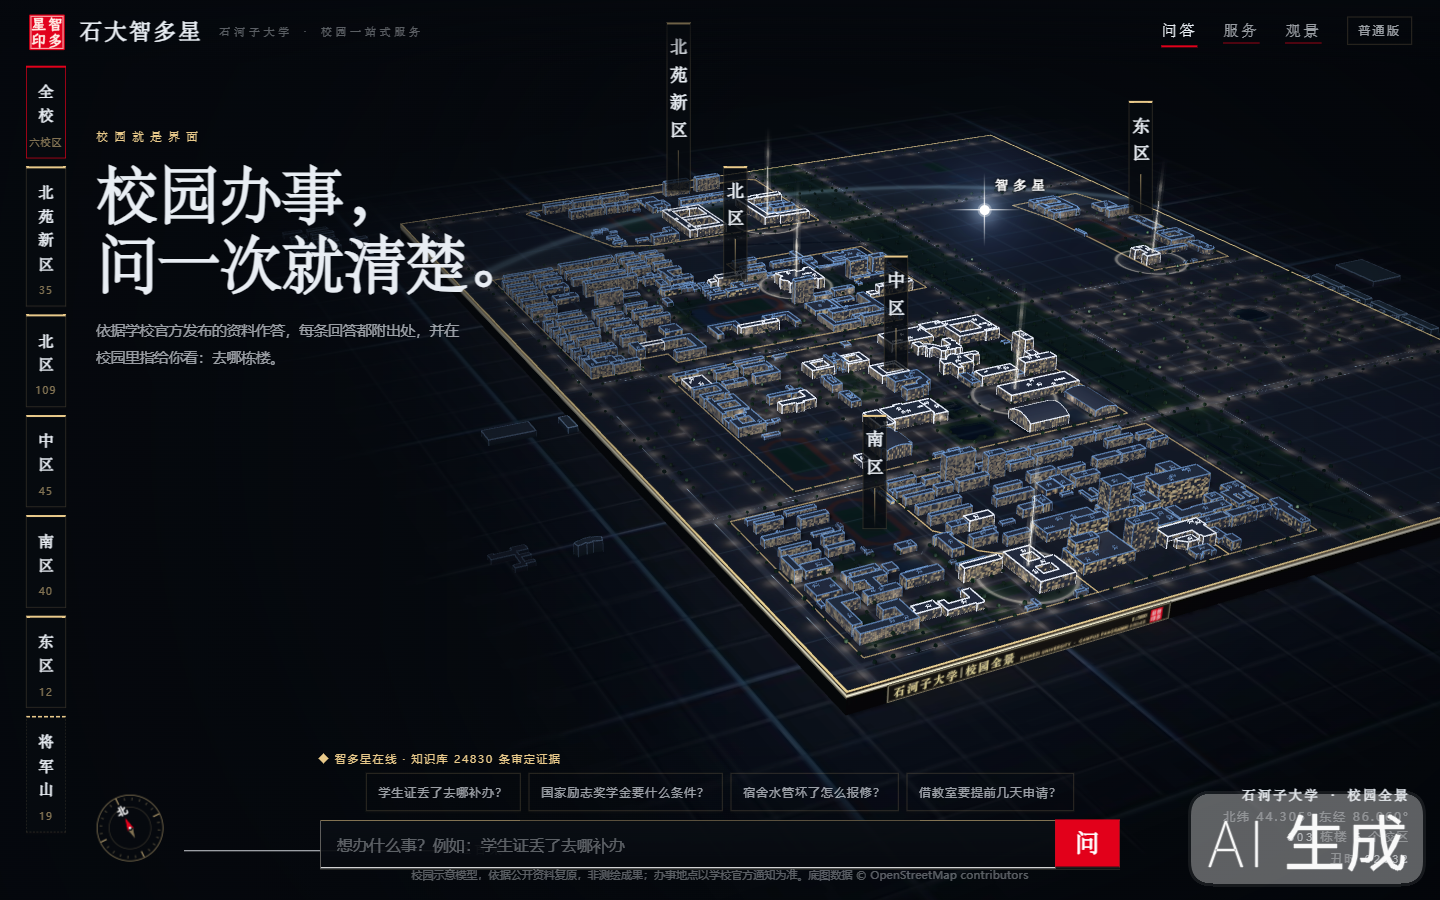 智多星印
石大智多星
石河子大学 · 校园一站式服务
问答
服务
观景
普通版
全校
六校区
北苑新区
35
北区
109
中区
45
南区
40
东区
12
将军山
19
校园就是界面
校园办事，
问一次就清楚。
依据学校官方发布的资料作答，每条回答都附出处，并在
校园里指给你看：去哪栋楼。
北苑新区
北区
东区
智多星
中区
南区
石河子大学 | 校园全景
北
智多星在线 · 知识库 24830 条审定证据
学生证丢了去哪补办？
国家励志奖学金要什么条件？
宿舍水管坏了怎么报修？
借教室要提前几天申请？
想办什么事？例如：学生证丢了去哪补办
问
校园示意模型，依据公开资料复原，非测绘成果；办事地点以学校官方通知为准。底图数据 © OpenStreetMap contributors
石河子大学 · 校园全景
AI 生成